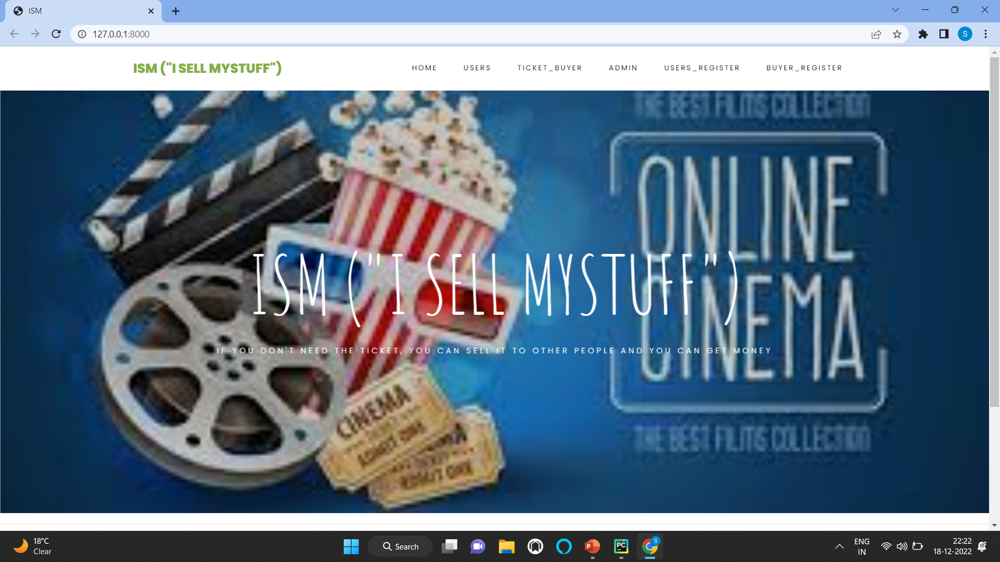 ISM
127.0.0.1:8000
S
ISM ("I SELL MYSTUFF")
HOME
USERS
TICKET_BUYER
ADMIN
USERS_REGISTER
BUYER_REGISTER
THE BEST FILMS COLLECTION
ONLINE
CINEMA
ISM ("I SELL MYSTUFF")
IF YOU DON'T NEED THE TICKET, YOU CAN SELL IT TO OTHER PEOPLE AND YOU CAN GET MONEY
CINEMA
ADMIT ONE
ADMIT ONE
THE BEST FILMS COLLECTION
18°C
Clear
Search
P
PC
S
ENG
IN
22:22
18-12-2022